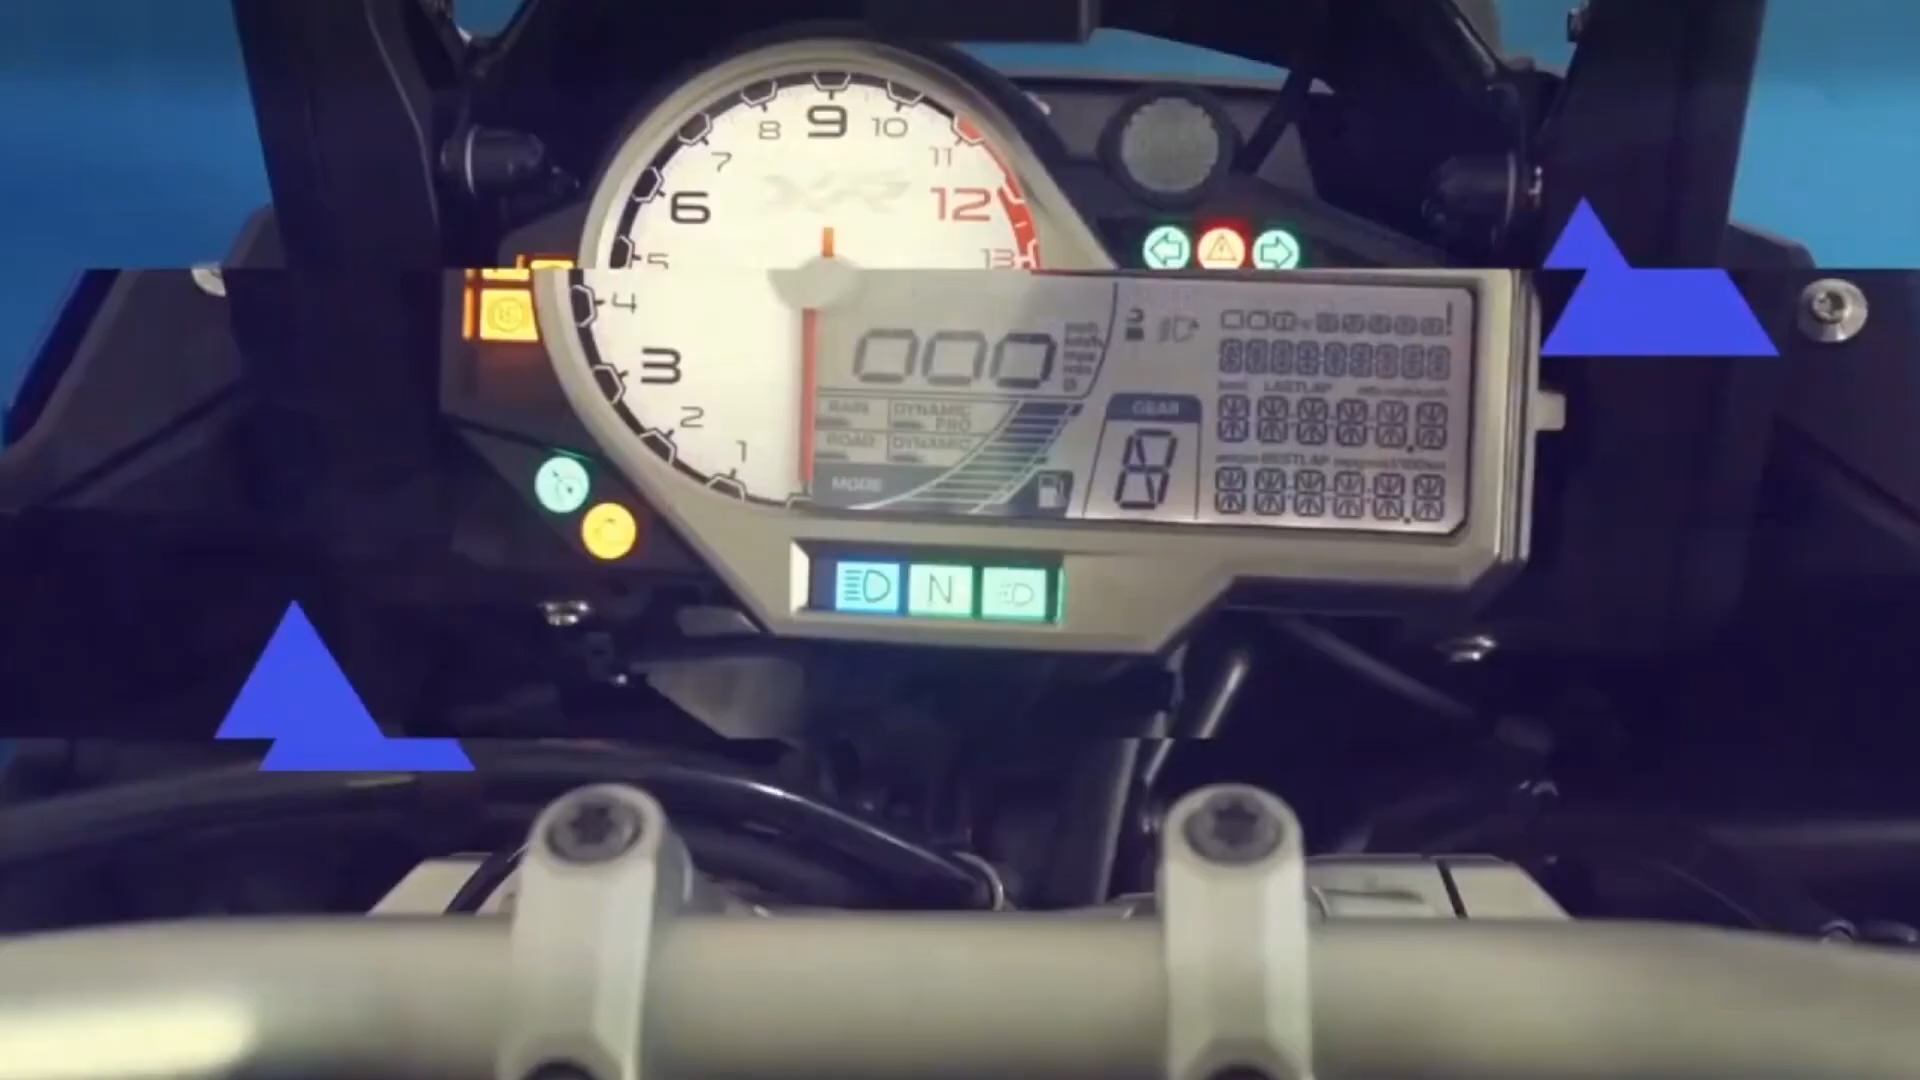 8 9 10
7 11
6 XR 12
5 13
4
3 000
2 RAIN DYNAMIC PRO GEAR
1 ROAD DYNAMIC 8
MODE
LASTLAP
BESTLAP
N